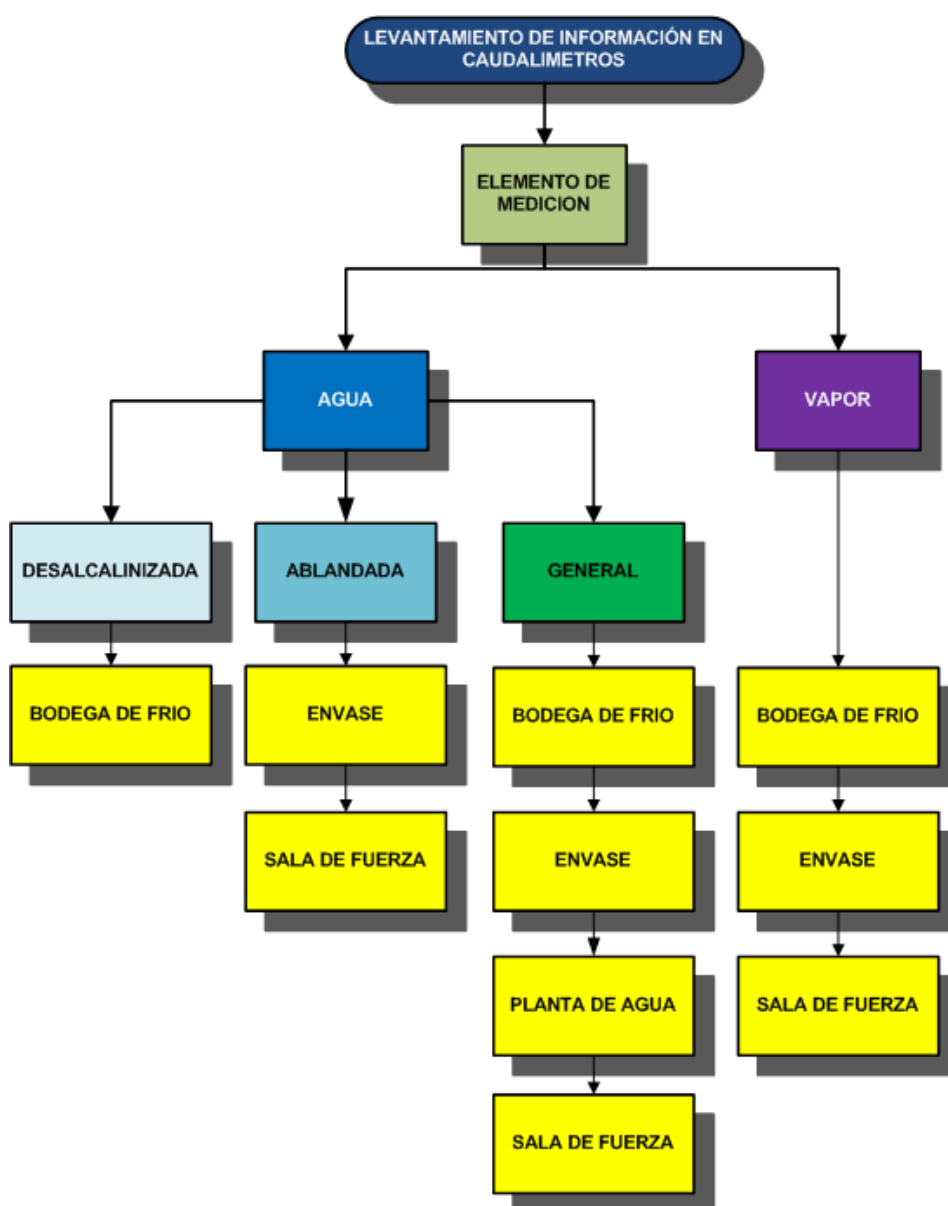 LEVANTAMIENTO DE INFORMACIÓN EN
CAUDALIMETROS
ELEMENTO DE
MEDICION
AGUA
VAPOR
DESALCALINIZADA
ABLANDADA
GENERAL
BODEGA DE FRIO
ENVASE
BODEGA DE FRIO
BODEGA DE FRIO
SALA DE FUERZA
ENVASE
ENVASE
PLANTA DE AGUA
SALA DE FUERZA
SALA DE FUERZA